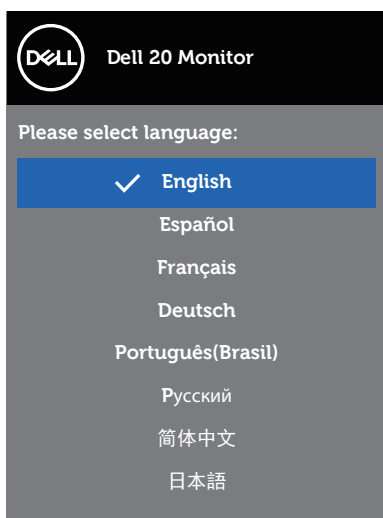 DELL
Dell 20 Monitor
Please select language:
English
Español
Français
Deutsch
Português(Brasil)
Русский
简体中文
日本語